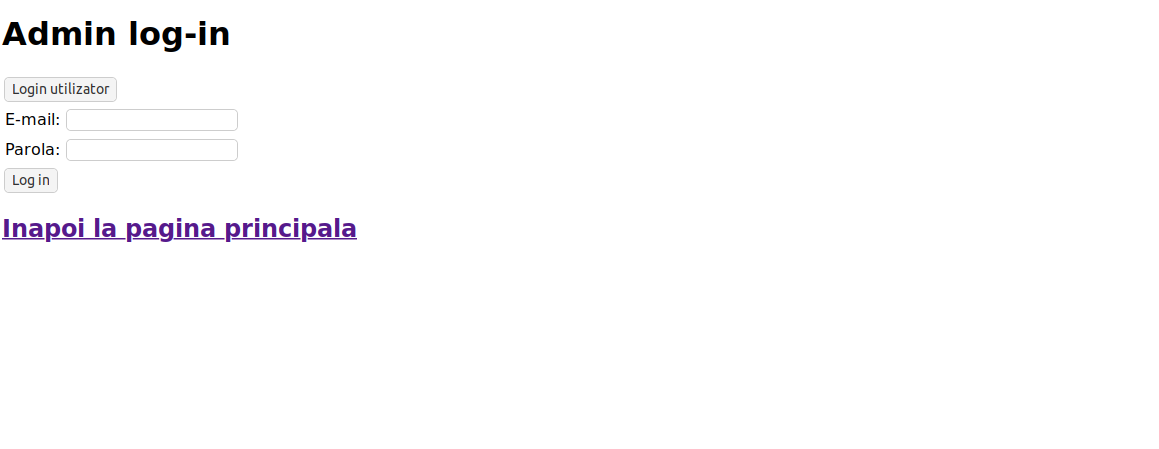 Admin log-in
Login utilizator
E-mail:
Parola:
Log in
Inapoi la pagina principala